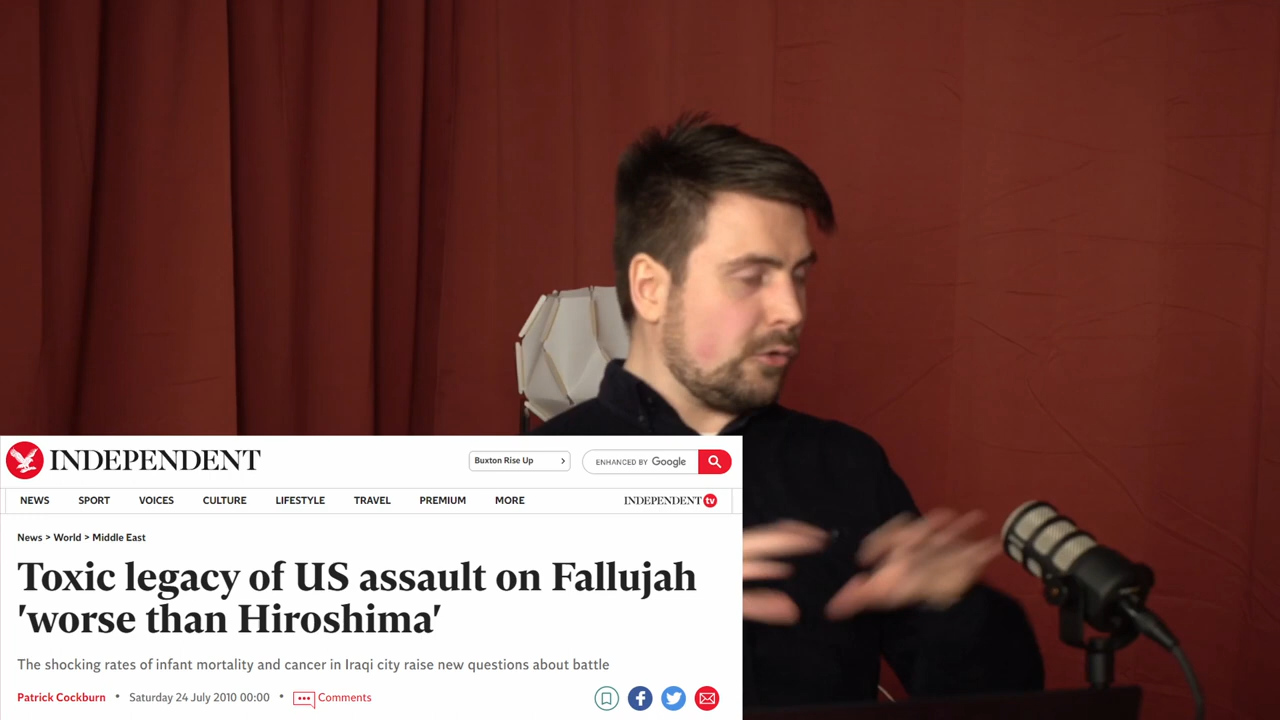 INDEPENDENT
Buxton Rise Up
ENHANCED BY Google
NEWS SPORT VOICES CULTURE LIFESTYLE TRAVEL PREMIUM MORE INDEPENDENT tv
News > World > Middle East
Toxic legacy of US assault on Fallujah
'worse than Hiroshima'
The shocking rates of infant mortality and cancer in Iraqi city raise new questions about battle
Patrick Cockburn • Saturday 24 July 2010 00:00 • Comments